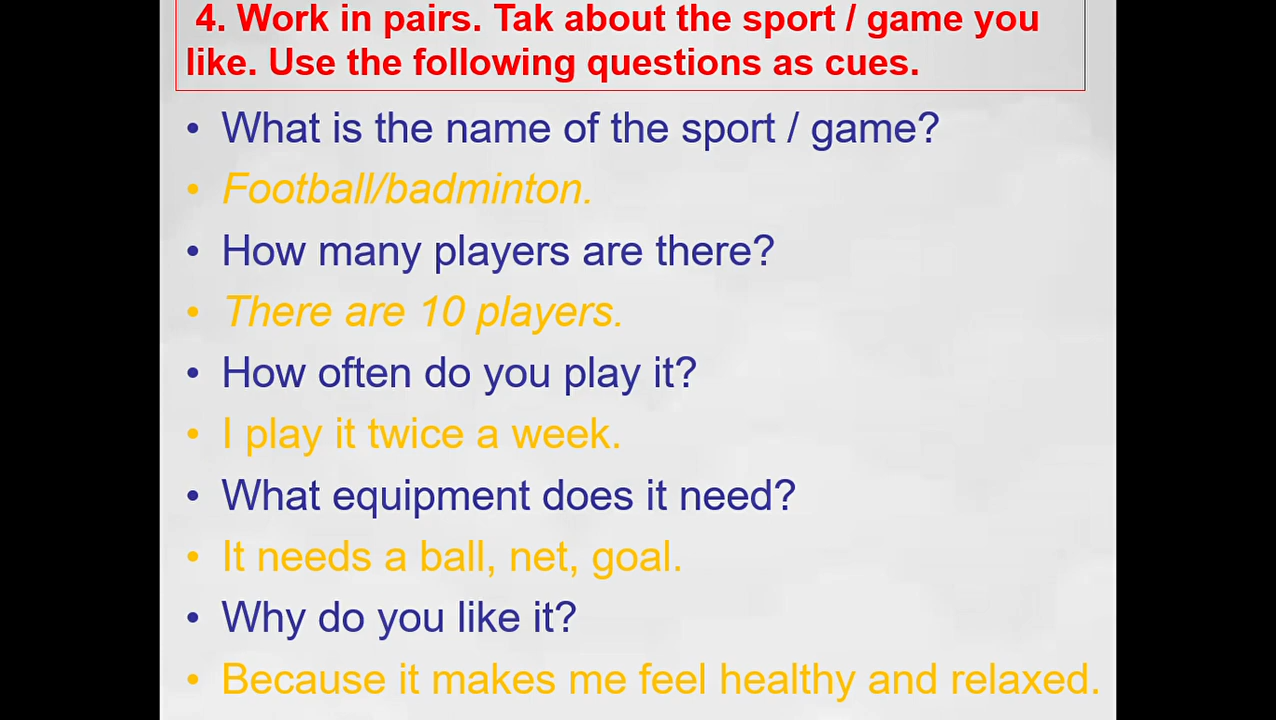 4. Work in pairs. Tak about the sport / game you
like. Use the following questions as cues.
• What is the name of the sport / game?
• Football/badminton.
• How many players are there?
• There are 10 players.
• How often do you play it?
• I play it twice a week.
• What equipment does it need?
• It needs a ball, net, goal.
• Why do you like it?
• Because it makes me feel healthy and relaxed.